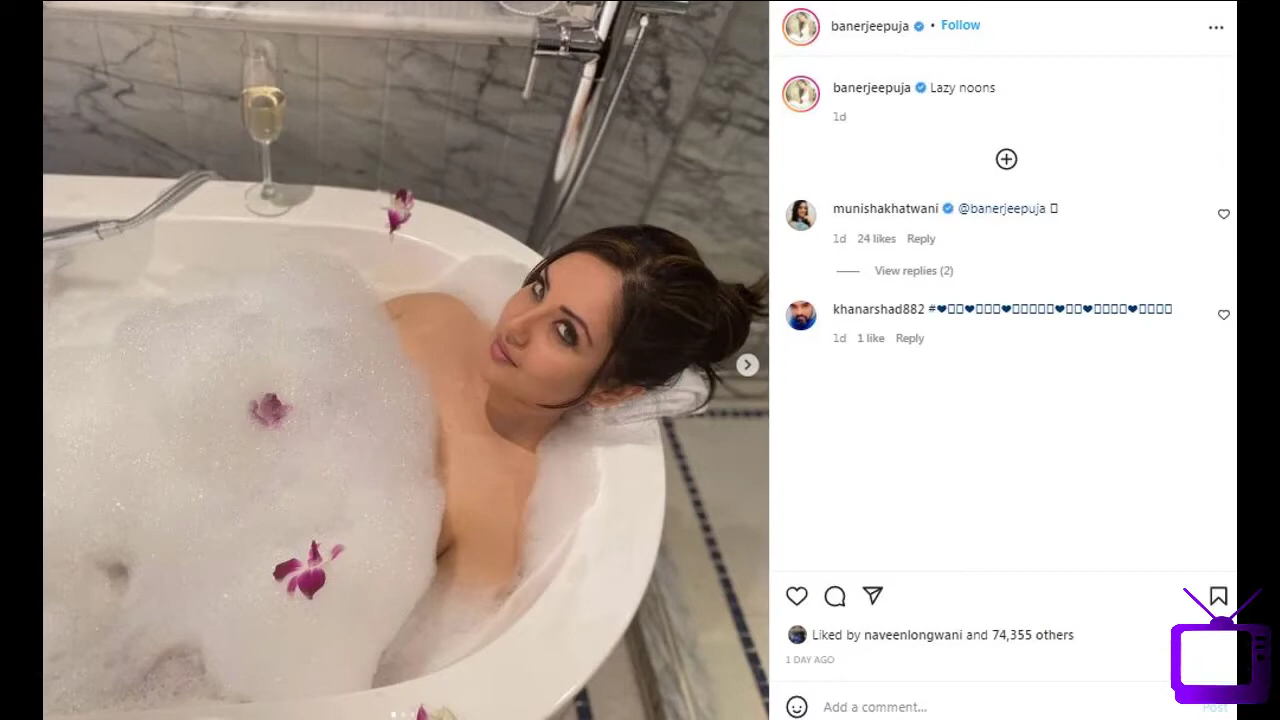 banerjeepuja • Follow
banerjeepuja Lazy noons
1d
munishakhatwani @banerjeepuja
1d 24 likes Reply
View replies (2)
khanarshad882 #
1d 1 like Reply
Liked by naveenlongwani and 74,355 others
1 DAY AGO
Add a comment...
Post